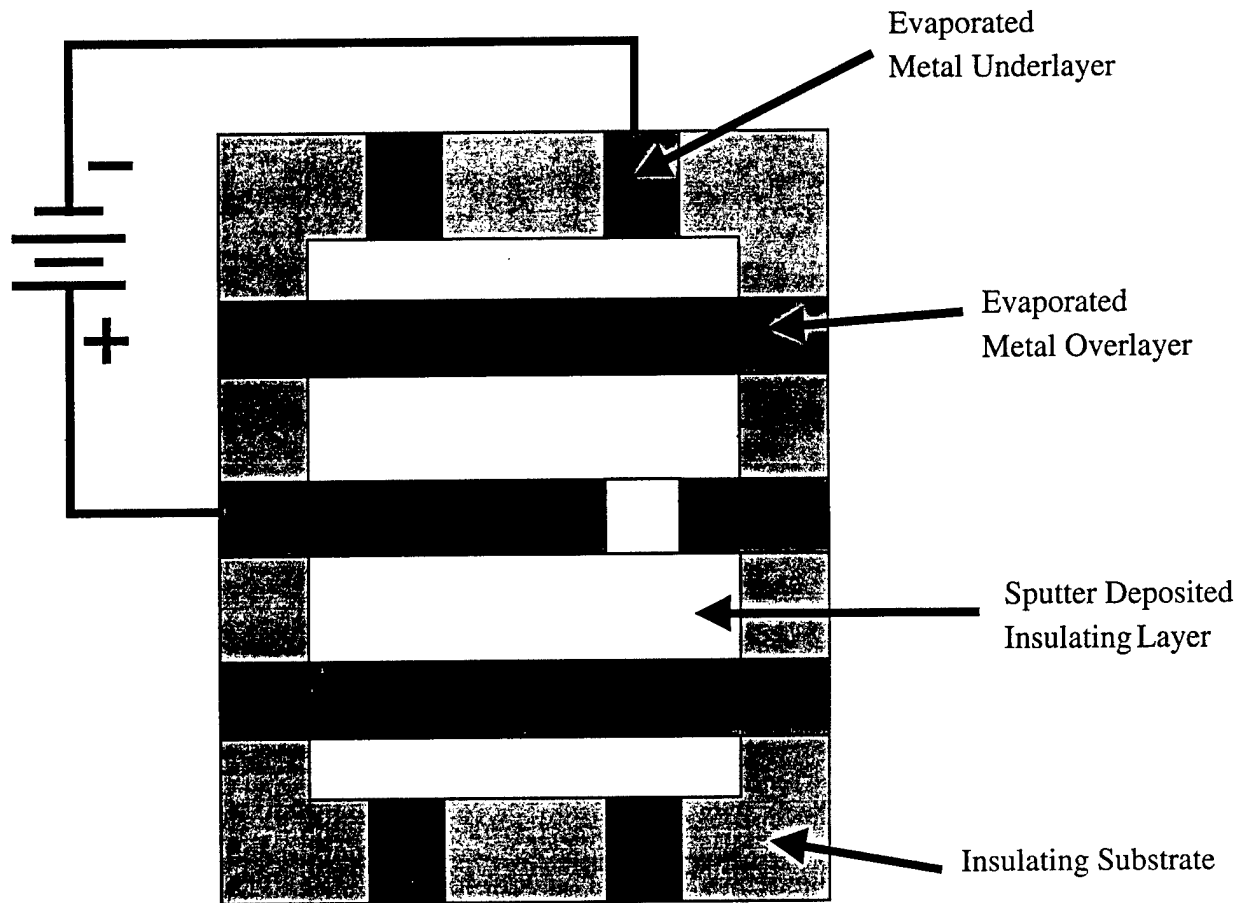 Evaporated
Metal Underlayer
−
Evaporated
Metal Overlayer
+
Sputter Deposited
Insulating Layer
Insulating Substrate